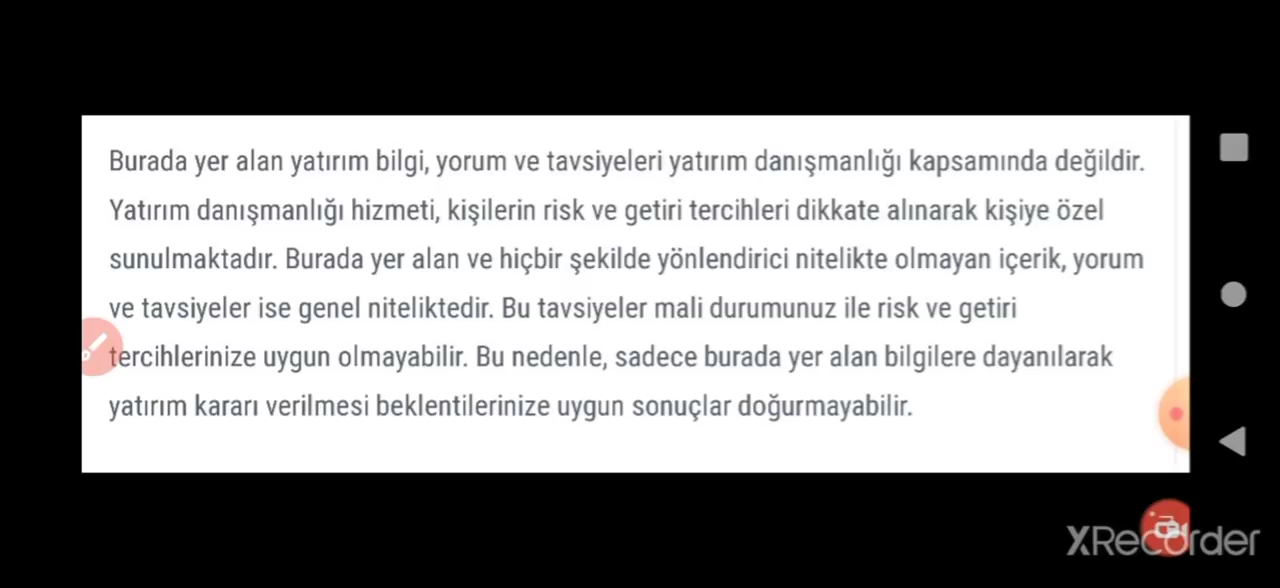 Burada yer alan yatırım bilgi, yorum ve tavsiyeleri yatırım danışmanlığı kapsamında değildir.
Yatırım danışmanlığı hizmeti, kişilerin risk ve getiri tercihleri dikkate alınarak kişiye özel
sunulmaktadır. Burada yer alan ve hiçbir şekilde yönlendirici nitelikte olmayan içerik, yorum
ve tavsiyeler ise genel niteliktedir. Bu tavsiyeler mali durumunuz ile risk ve getiri
tercihlerinize uygun olmayabilir. Bu nedenle, sadece burada yer alan bilgilere dayanılarak
yatırım kararı verilmesi beklentilerinize uygun sonuçlar doğurmayabilir.
XRecorder